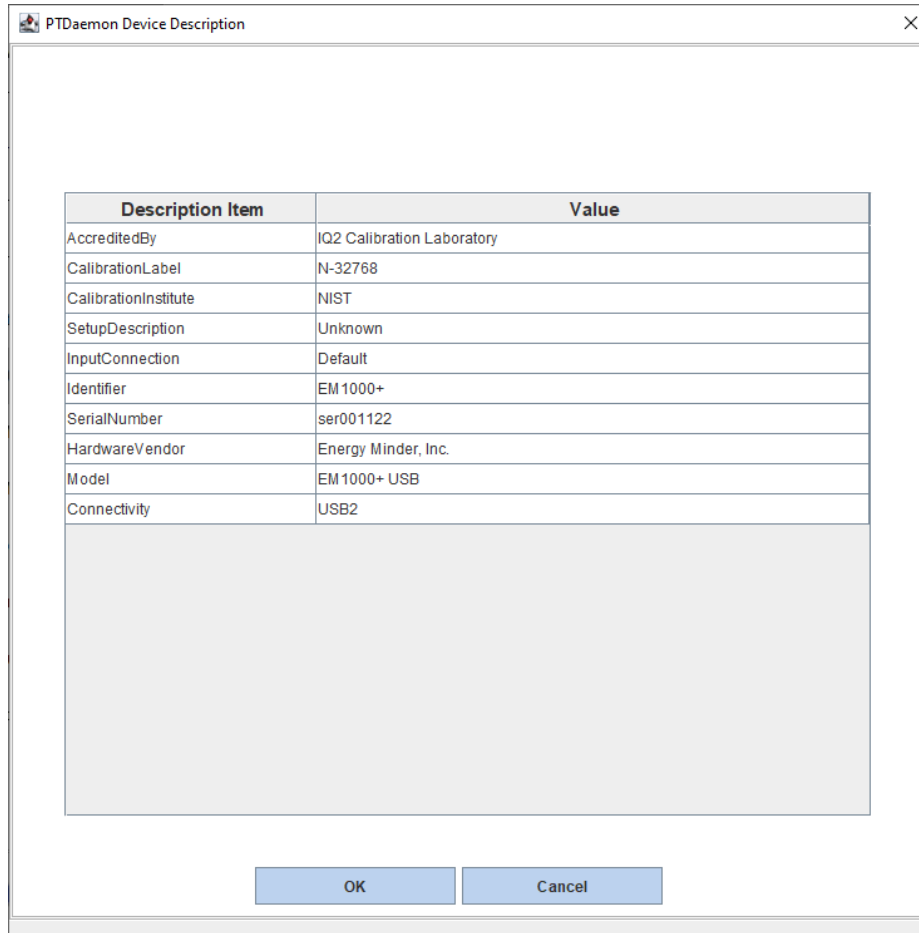 PTDaemon Device Description
Description Item Value
AccreditedBy IQ2 Calibration Laboratory
CalibrationLabel N-32768
CalibrationInstitute NIST
SetupDescription Unknown
InputConnection Default
Identifier EM1000+
SerialNumber ser001122
HardwareVendor Energy Minder, Inc.
Model EM1000+ USB
Connectivity USB2
OK Cancel